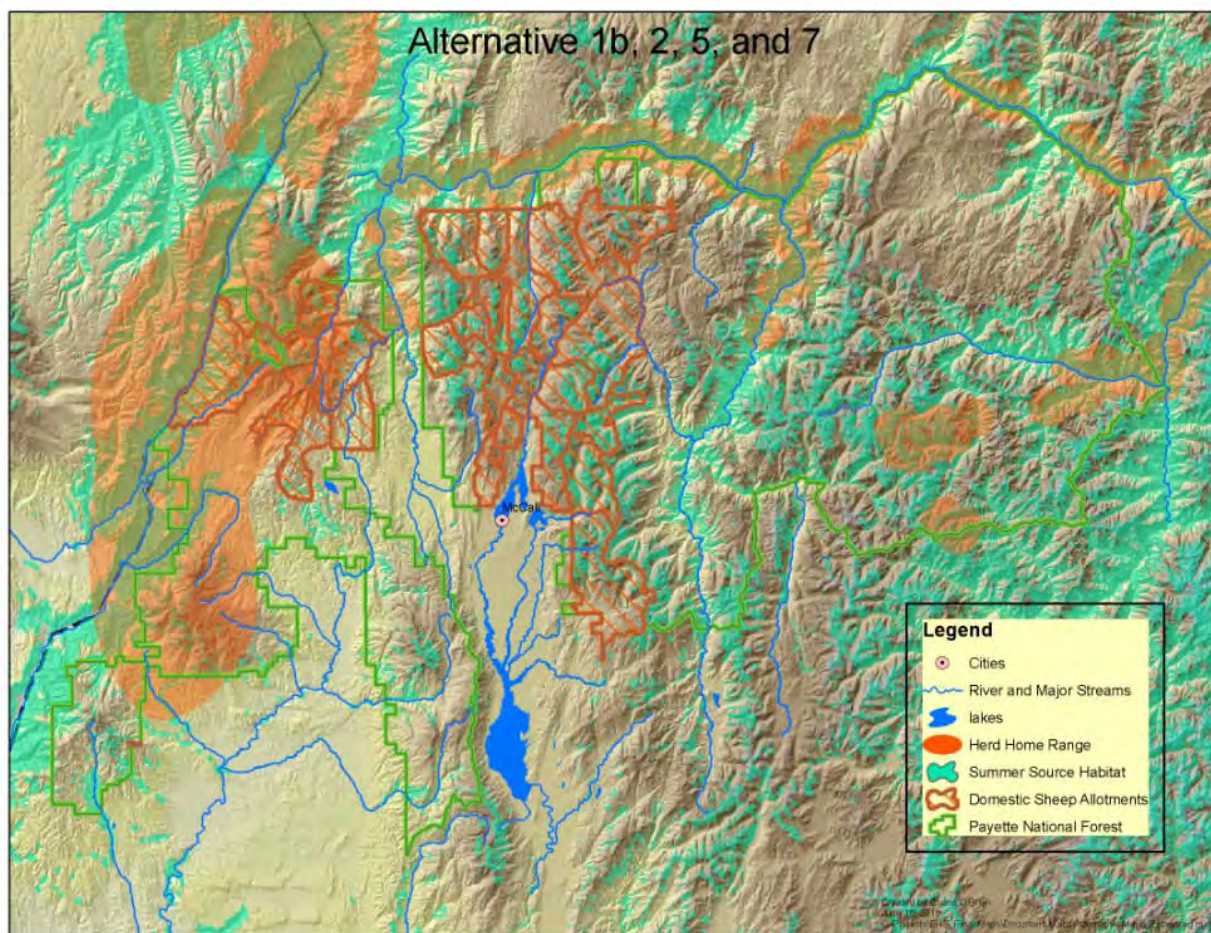 Alternative 1b, 2, 5, and 7
McCall
Legend
Cities
River and Major Streams
lakes
Herd Home Range
Summer Source Habitat
Domestic Sheep Allotments
Payette National Forest